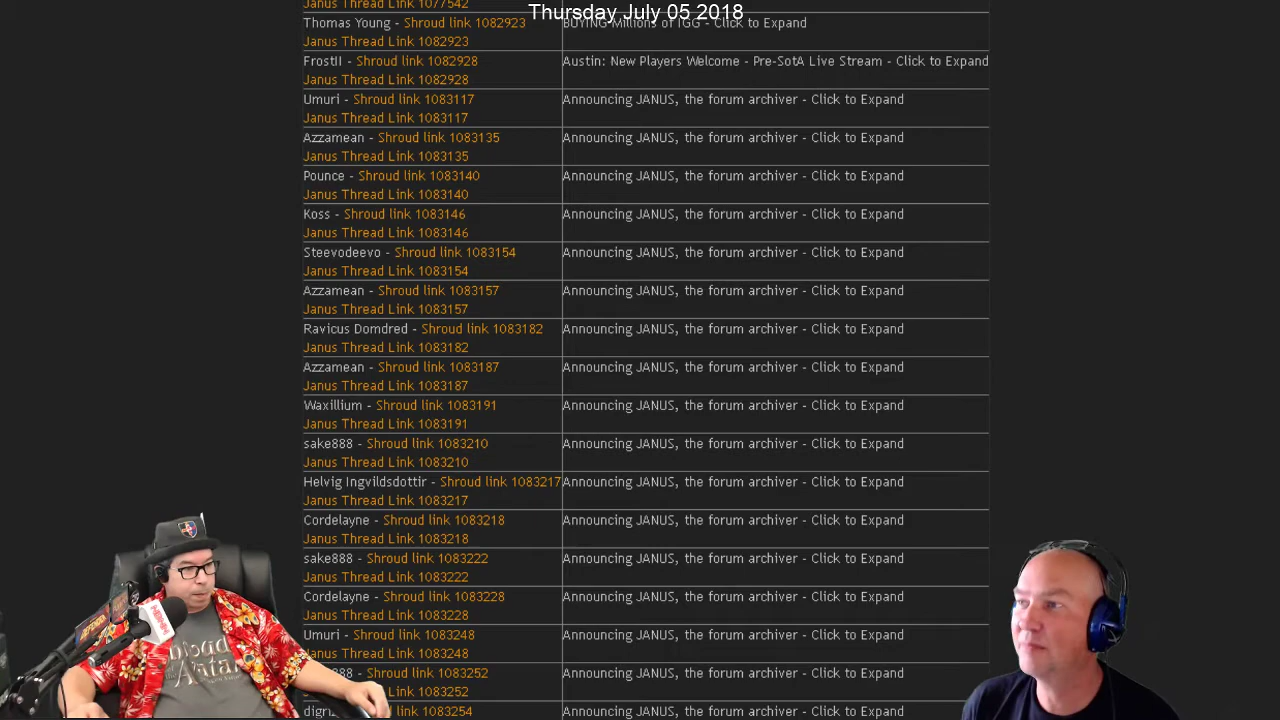 Janus Thread Link 1077542
Thursday July 05 2018
Thomas Young - Shroud link 1082923
BUYING Millions of IGG - Click to Expand
Janus Thread Link 1082923
FrostII - Shroud link 1082928
Austin: New Players Welcome - Pre-SotA Live Stream - Click to Expand
Janus Thread Link 1082928
Umuri - Shroud link 1083117
Announcing JANUS, the forum archiver - Click to Expand
Janus Thread Link 1083117
Azzamean - Shroud link 1083135
Announcing JANUS, the forum archiver - Click to Expand
Janus Thread Link 1083135
Pounce - Shroud link 1083140
Announcing JANUS, the forum archiver - Click to Expand
Janus Thread Link 1083140
Koss - Shroud link 1083146
Announcing JANUS, the forum archiver - Click to Expand
Janus Thread Link 1083146
Steevodeevo - Shroud link 1083154
Announcing JANUS, the forum archiver - Click to Expand
Janus Thread Link 1083154
Azzamean - Shroud link 1083157
Announcing JANUS, the forum archiver - Click to Expand
Janus Thread Link 1083157
Ravicus Domdred - Shroud link 1083182
Announcing JANUS, the forum archiver - Click to Expand
Janus Thread Link 1083182
Azzamean - Shroud link 1083187
Announcing JANUS, the forum archiver - Click to Expand
Janus Thread Link 1083187
Waxillium - Shroud link 1083191
Announcing JANUS, the forum archiver - Click to Expand
Janus Thread Link 1083191
sake888 - Shroud link 1083210
Announcing JANUS, the forum archiver - Click to Expand
Janus Thread Link 1083210
Helvig Ingvildsdottir - Shroud link 1083217
Announcing JANUS, the forum archiver - Click to Expand
Janus Thread Link 1083217
Cordelayne - Shroud link 1083218
Announcing JANUS, the forum archiver - Click to Expand
Janus Thread Link 1083218
sake888 - Shroud link 1083222
Announcing JANUS, the forum archiver - Click to Expand
Janus Thread Link 1083222
Cordelayne - Shroud link 1083228
Announcing JANUS, the forum archiver - Click to Expand
Janus Thread Link 1083228
Umuri - Shroud link 1083248
Announcing JANUS, the forum archiver - Click to Expand
Janus Thread Link 1083248
888 - Shroud link 1083252
Announcing JANUS, the forum archiver - Click to Expand
Link 1083252
link 1083254
Announcing JANUS, the forum archiver - Click to Expand